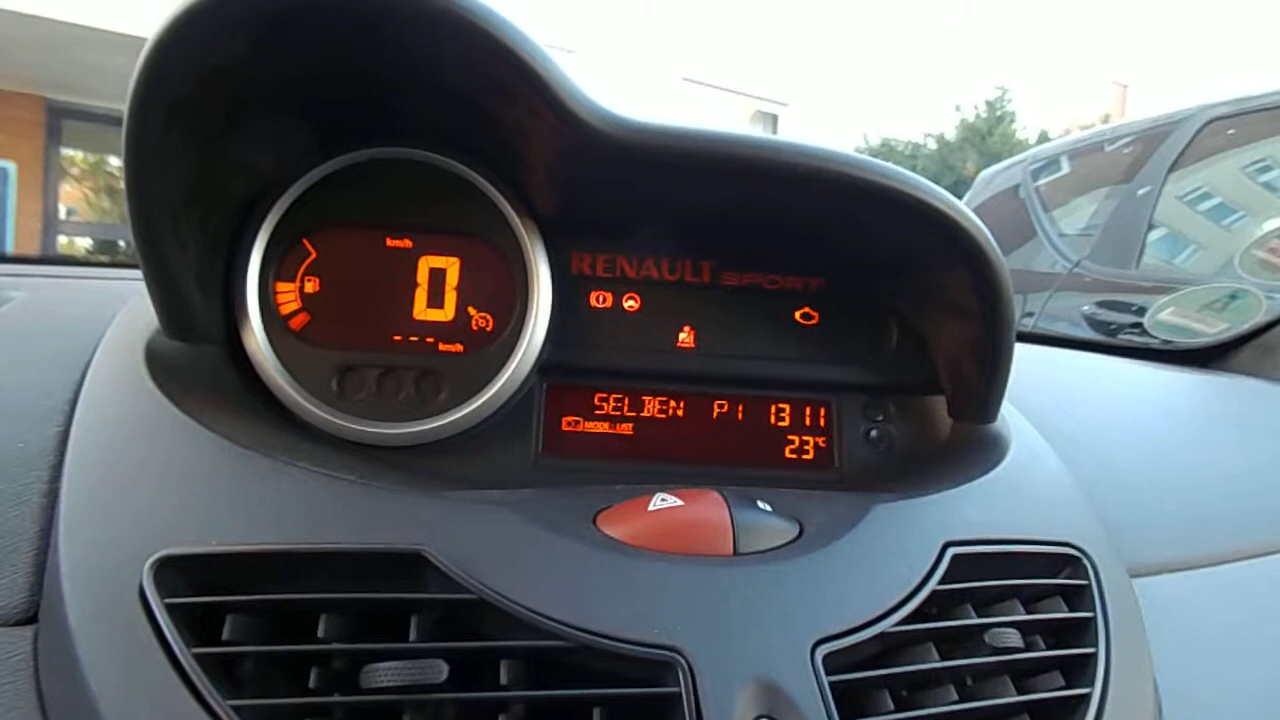 km/h
0
--- km/h
RENAULT SPORT
SELBEN P1 13 11
MODE: LIST
23°C